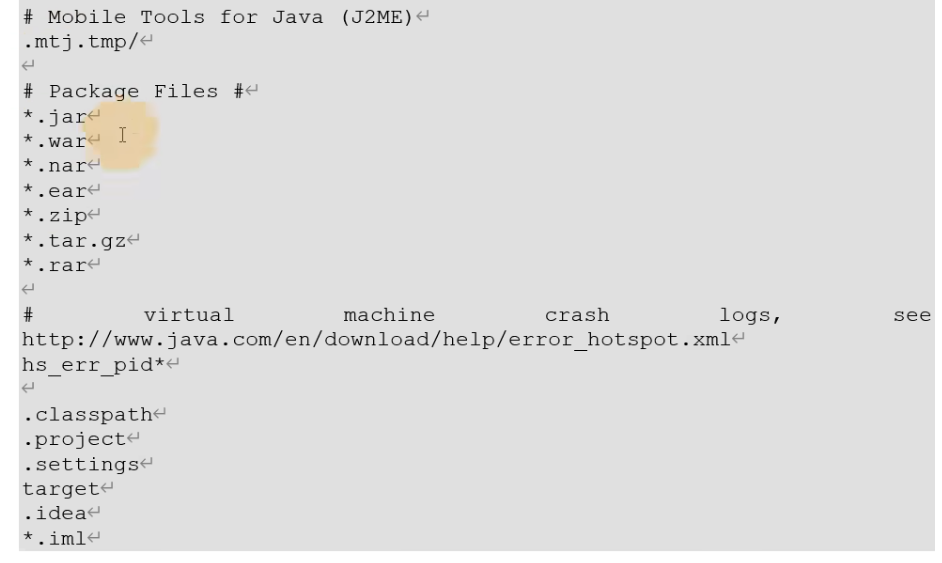 # Mobile Tools for Java (J2ME)
.mtj.tmp/
# Package Files #
*.jar
*.war
*.nar
*.ear
*.zip
*.tar.gz
*.rar
# virtual machine crash logs, see
http://www.java.com/en/download/help/error_hotspot.xml
hs_err_pid*
.classpath
.project
.settings
target
.idea
*.iml